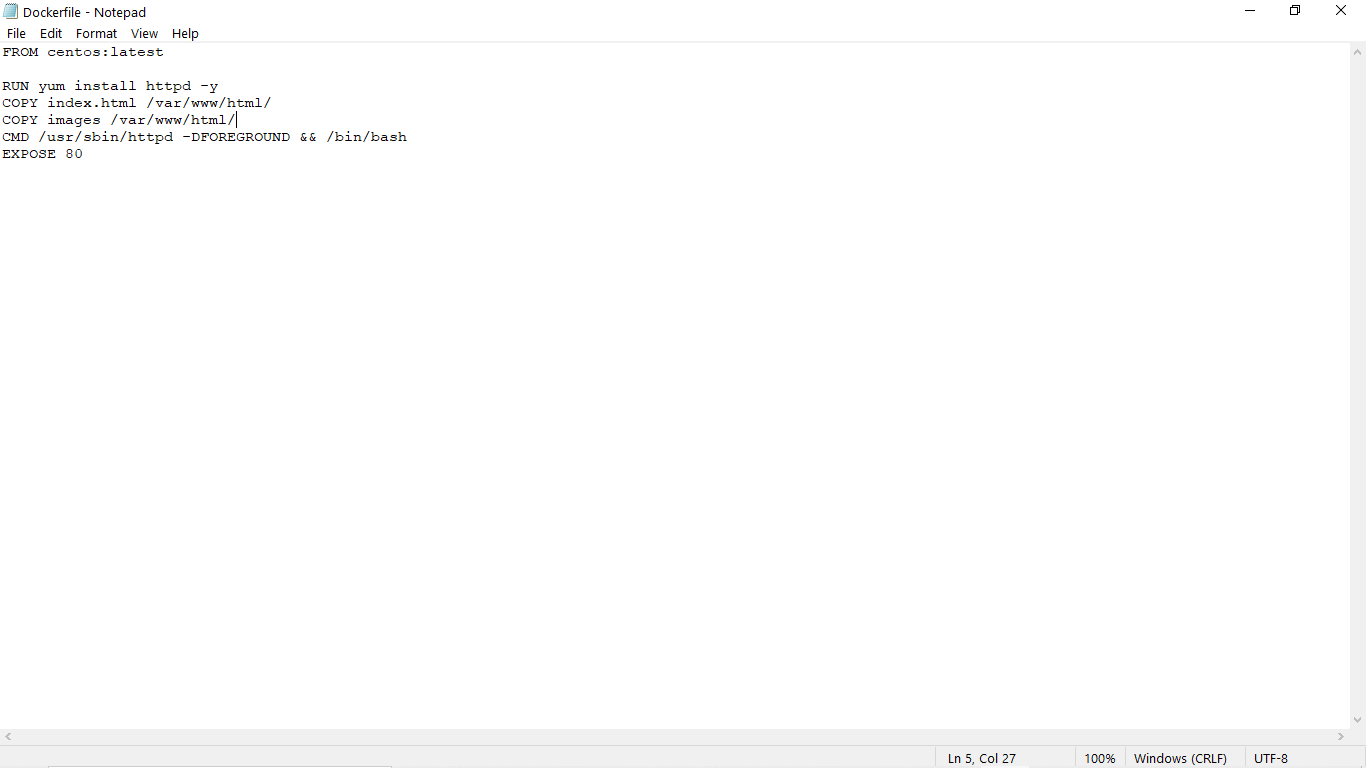 Dockerfile - Notepad
File Edit Format View Help
FROM centos:latest
RUN yum install httpd -y
COPY index.html /var/www/html/
COPY images /var/www/html/
CMD /usr/sbin/httpd -DFOREGROUND && /bin/bash
EXPOSE 80
Ln 5, Col 27 100% Windows (CRLF) UTF-8